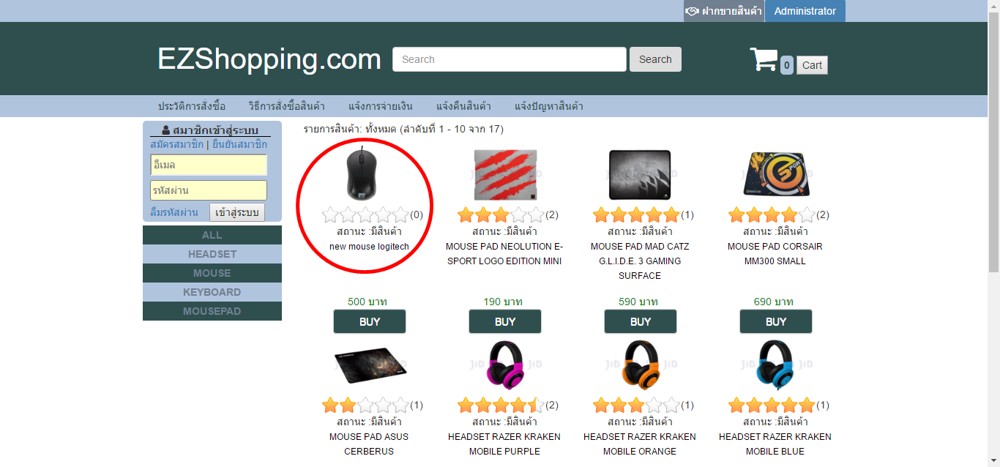 ฝากขายสินค้า Administrator
EZShopping.com Search Search 0 Cart
ประวัติการสั่งซื้อ วิธีการสั่งซื้อสินค้า แจ้งการจ่ายเงิน แจ้งคืนสินค้า แจ้งปัญหาสินค้า
สมาชิกเข้าสู่ระบบ
สมัครสมาชิก | ยืนยันสมาชิก
อีเมล
รหัสผ่าน
ลืมรหัสผ่าน เข้าสู่ระบบ
ALL
HEADSET
MOUSE
KEYBOARD
MOUSEPAD
รายการสินค้า: ทั้งหมด (ลำดับที่ 1 - 10 จาก 17)
(0)
สถานะ :มีสินค้า
new mouse logitech
500 บาท
BUY
(2)
สถานะ :มีสินค้า
MOUSE PAD NEOLUTION E-
SPORT LOGO EDITION MINI
190 บาท
BUY
(1)
สถานะ :มีสินค้า
MOUSE PAD MAD CATZ
G.L.I.D.E. 3 GAMING
SURFACE
590 บาท
BUY
(2)
สถานะ :มีสินค้า
MOUSE PAD CORSAIR
MM300 SMALL
690 บาท
BUY
(1)
สถานะ :มีสินค้า
MOUSE PAD ASUS
CERBERUS
JIB JIB
(2)
สถานะ :มีสินค้า
HEADSET RAZER KRAKEN
MOBILE PURPLE
JIB JIB
(1)
สถานะ :มีสินค้า
HEADSET RAZER KRAKEN
MOBILE ORANGE
JIB JIB
(1)
สถานะ :มีสินค้า
HEADSET RAZER KRAKEN
MOBILE BLUE